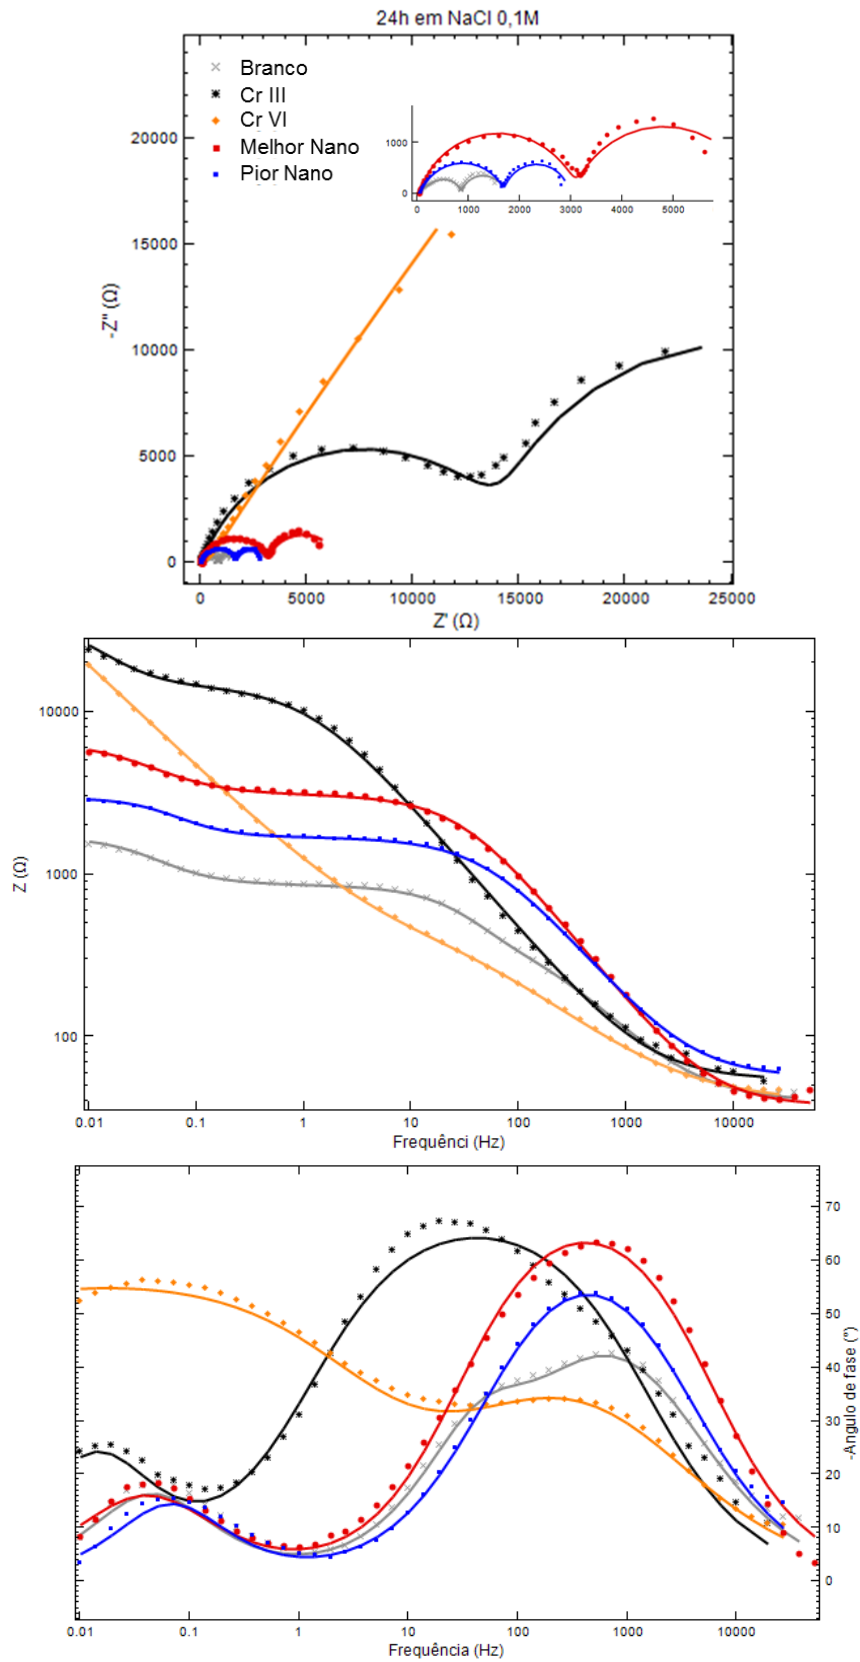 24h em NaCl 0,1M
Branco
Cr III
Cr VI
Melhor Nano
Pior Nano
1000
0
0 1000 2000 3000 4000 5000
20000
15000
10000
5000
0
-Z'' (Ω)
0 5000 10000 15000 20000 25000
Z' (Ω)
10000
1000
100
Z (Ω)
0.01 0.1 1 10 100 1000 10000
Frequênci (Hz)
70
60
50
40
30
20
10
0
-Angulo de fase (°)
0.01 0.1 1 10 100 1000 10000
Frequência (Hz)